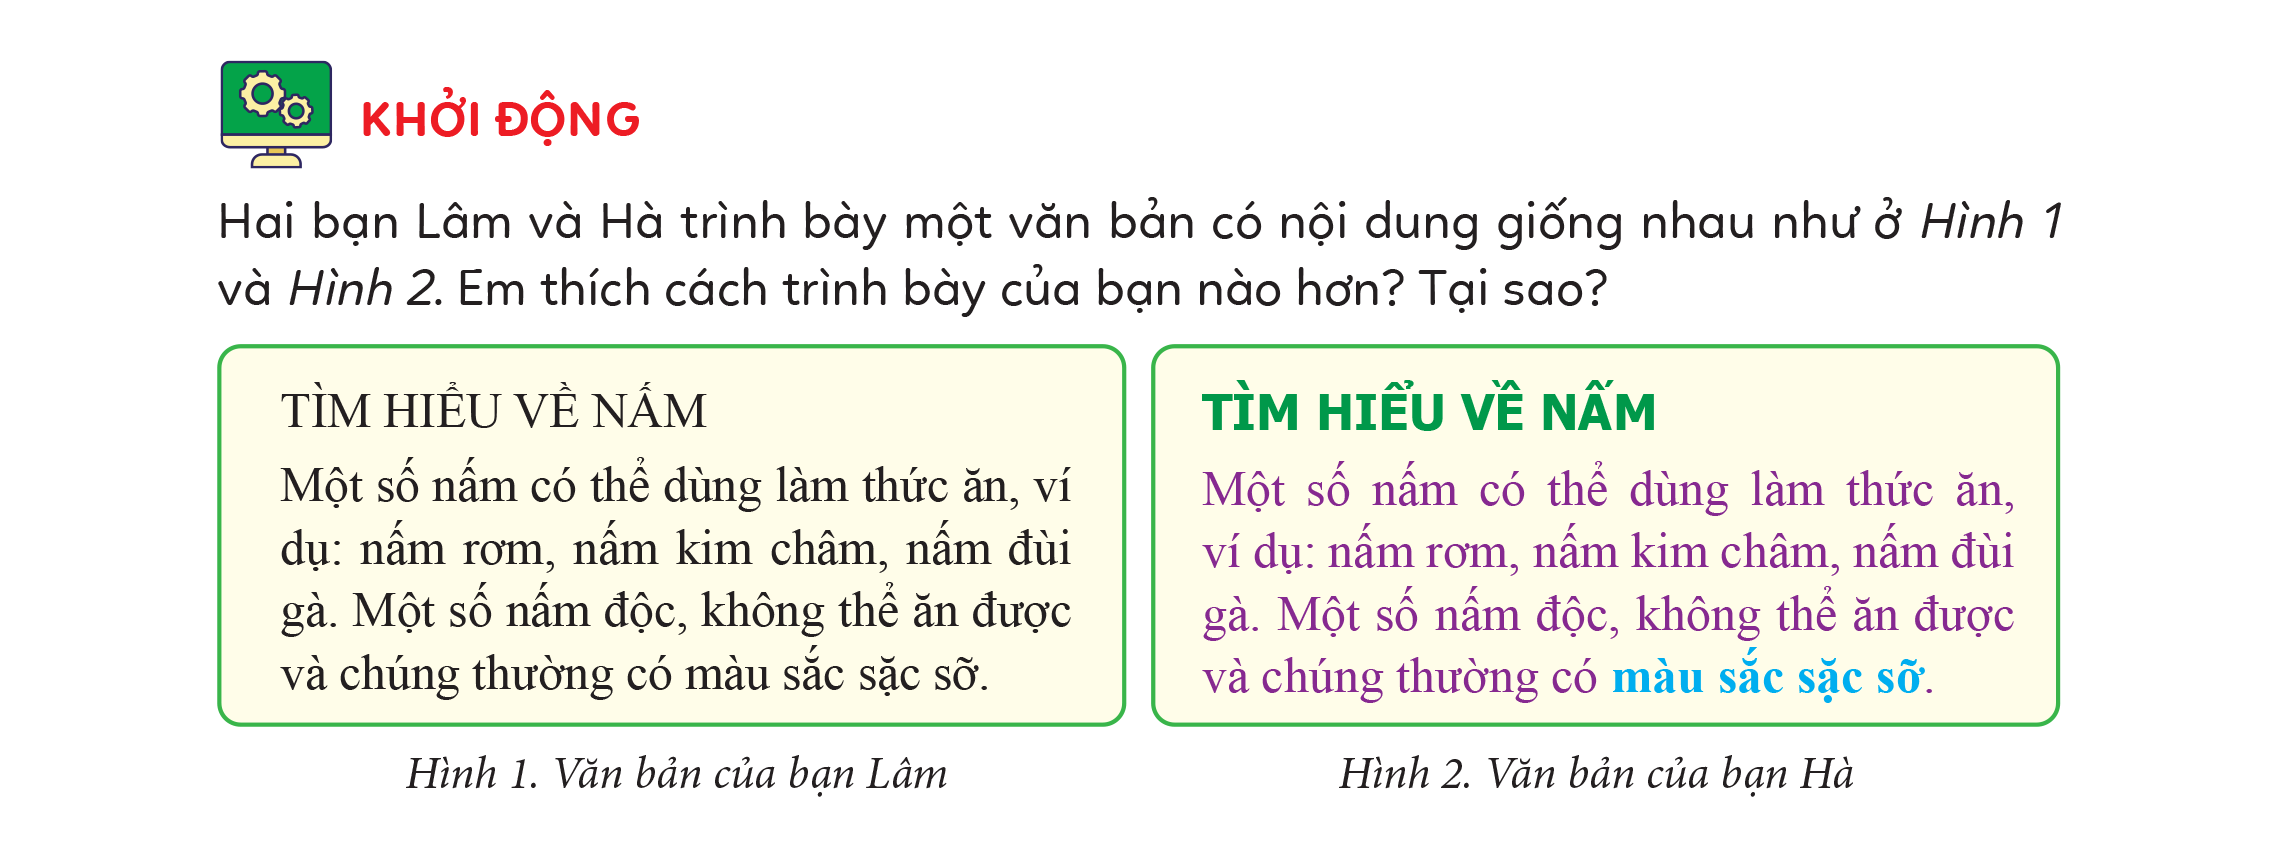 KHỞI ĐỘNG
Hai bạn Lâm và Hà trình bày một văn bản có nội dung giống nhau như ở Hình 1
và Hình 2. Em thích cách trình bày của bạn nào hơn? Tại sao?
TÌM HIỂU VỀ NẤM
Một số nấm có thể dùng làm thức ăn, ví
dụ: nấm rơm, nấm kim châm, nấm đùi
gà. Một số nấm độc, không thể ăn được
và chúng thường có màu sắc sặc sỡ.
Hình 1. Văn bản của bạn Lâm
TÌM HIỂU VỀ NẤM
Một số nấm có thể dùng làm thức ăn,
ví dụ: nấm rơm, nấm kim châm, nấm đùi
gà. Một số nấm độc, không thể ăn được
và chúng thường có màu sắc sặc sỡ.
Hình 2. Văn bản của bạn Hà